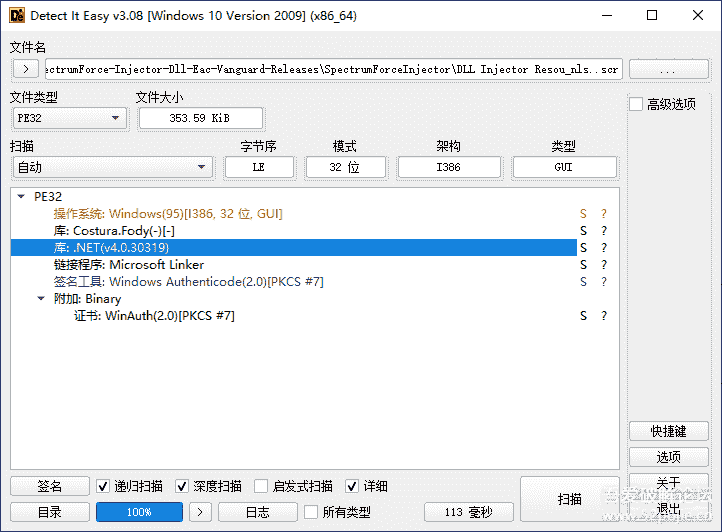 Detect It Easy v3.08 [Windows 10 Version 2009] (x86_64)
文件名
> ectrumForce-Injector-Dll-Eac-Vanguard-Releases\SpectrumForceInjector\DLL Injector Resou_nls..scr ...
文件类型 文件大小 高级选项
PE32 353.59 KiB
扫描 字节序 模式 架构 类型
自动 LE 32 位 I386 GUI
PE32
操作系统: Windows(95)[I386, 32 位, GUI] S ?
库: Costura.Fody(-)[-] S ?
库: .NET(v4.0.30319) S ?
链接程序: Microsoft Linker S ?
签名工具: Windows Authenticode(2.0)[PKCS #7] S ?
附加: Binary
证书: WinAuth(2.0)[PKCS #7] S ?
快捷键
选项
签名 递归扫描 深度扫描 启发式扫描 详细 扫描 关于
目录 100% > 日志 所有类型 113 毫秒 退出
吾爱破解论坛